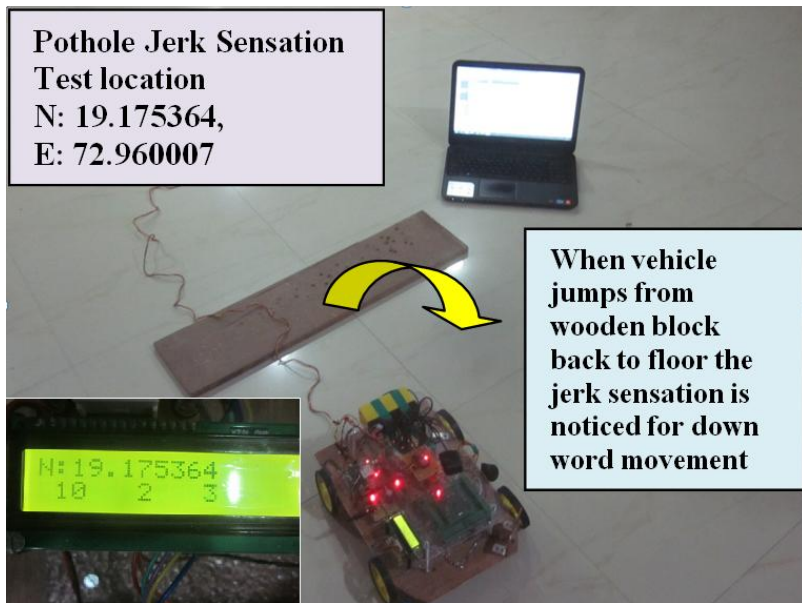 Pothole Jerk Sensation
Test location
N: 19.175364,
E: 72.960007
When vehicle
jumps from
wooden block
back to floor the
jerk sensation is
noticed for down
word movement
N:19.175364
10 2 3